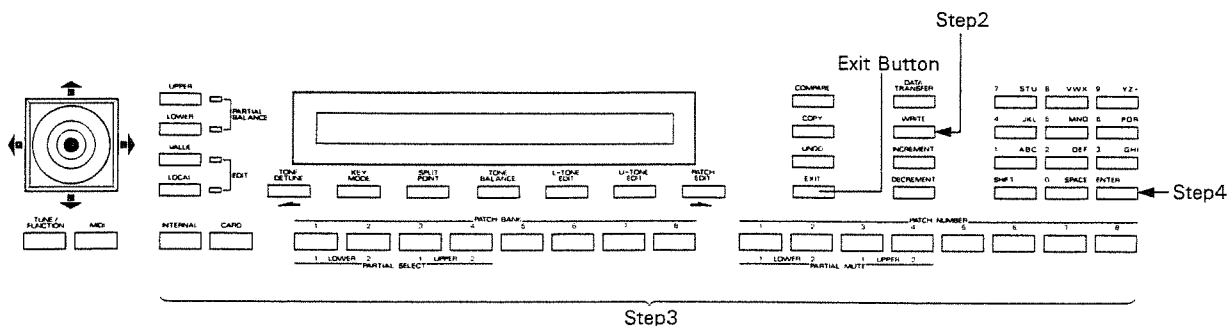 Step2
Exit Button
UPPER
LOWER
PARTIAL
BALANCE
VALUE
LOCAL
EDIT
COMPARE
COPY
UNDO
EXIT
DATA
TRANSFER
WRITE
INCREMENT
DECREMENT
7 STU 8 VWX 9 YZ-
4 JKL 5 MNO 6 PQR
1 ABC 2 DEF 3 GHI
SHIFT 0 SPACE ENTER
Step4
TONE
DETUNE
KEY
MODE
SPLIT
POINT
TONE
BALANCE
L-TONE
EDIT
U-TONE
EDIT
PATCH
EDIT
TUNE/
FUNCTION
MIDI
INTERNAL
CARD
PATCH BANK
1 2 3 4 5 6 7 8
1 LOWER 2 1 UPPER 2
PARTIAL SELECT
PATCH NUMBER
1 2 3 4 5 6 7 8
1 LOWER 2 1 UPPER 2
PARTIAL MUTE
Step3